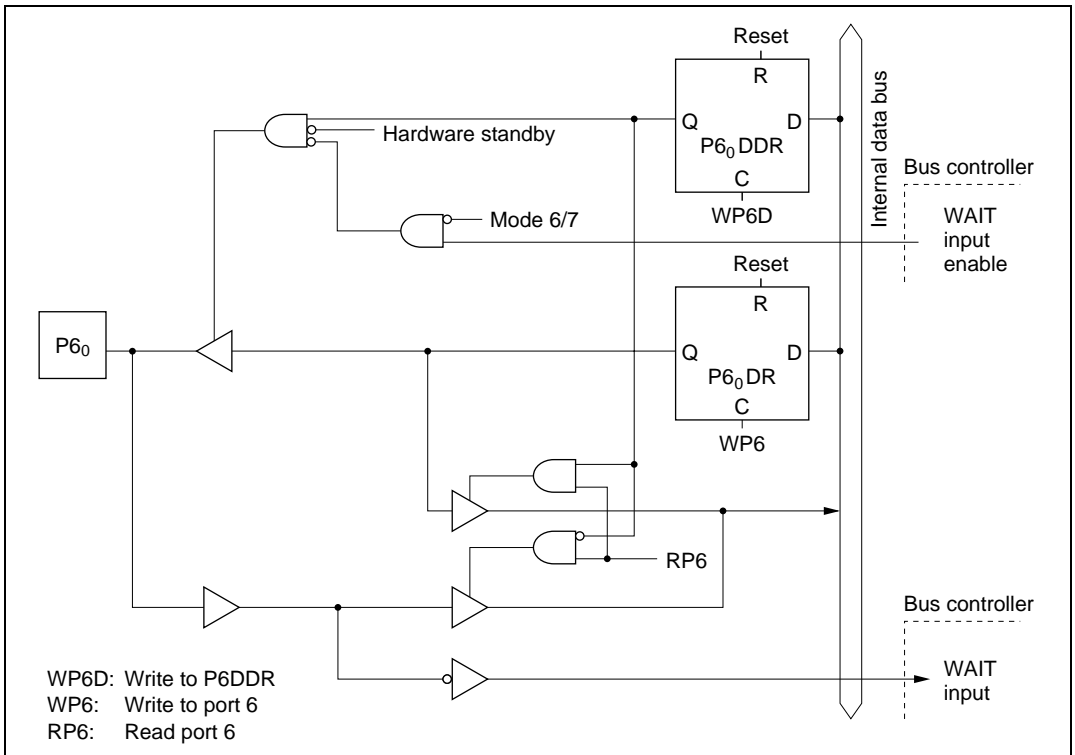 Reset
R
Q
D
P6₀ DDR
C
WP6D
Hardware standby
Mode 6/7
Internal data bus
Bus controller
WAIT
input
enable
Reset
R
Q
D
P6₀ DR
C
WP6
P6₀
RP6
Bus controller
WAIT
input
WP6D: Write to P6DDR
WP6: Write to port 6
RP6: Read port 6